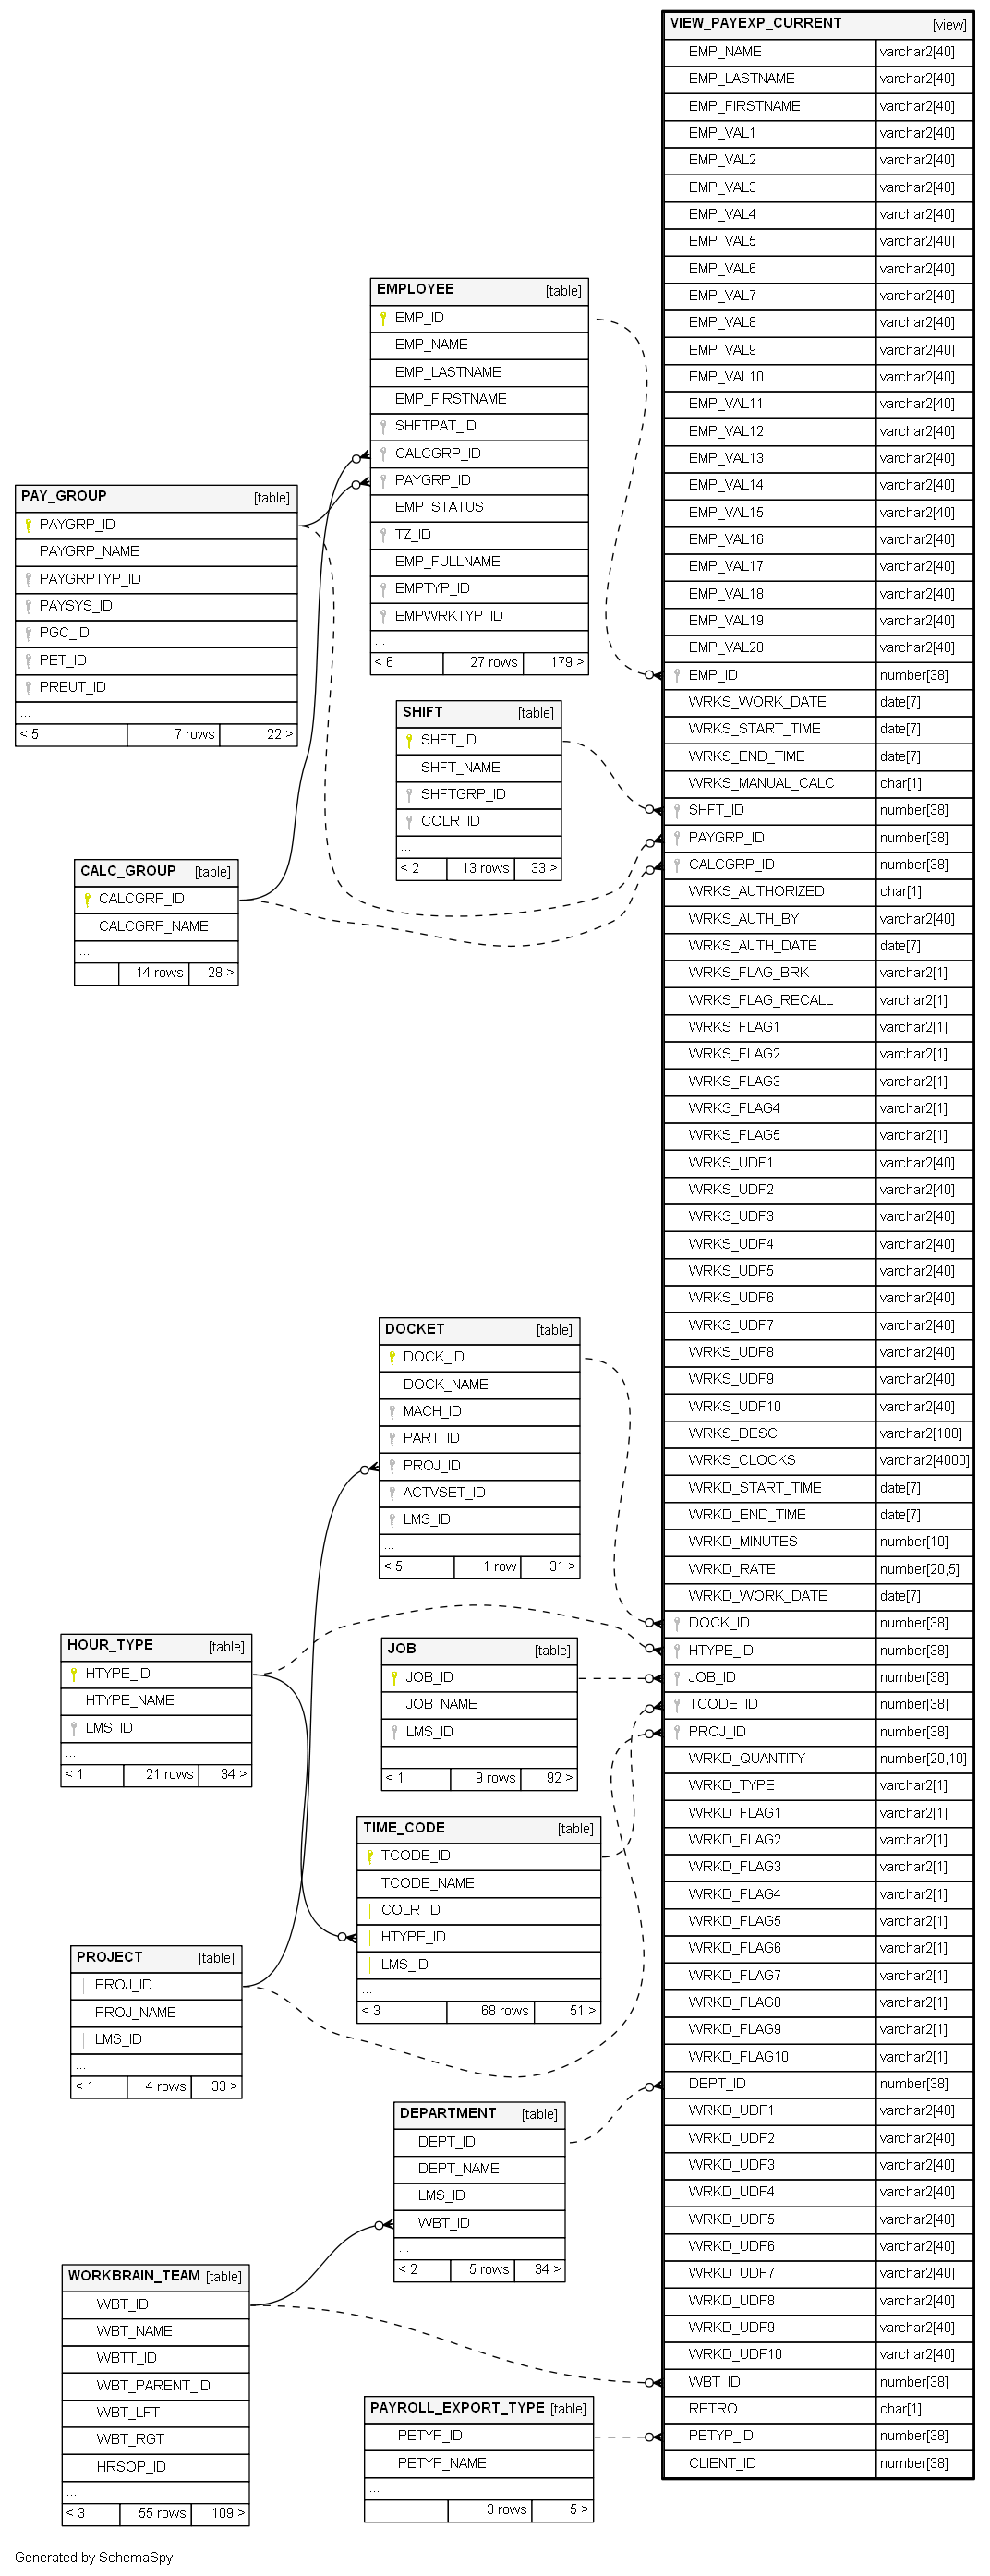 VIEW_PAYEXP_CURRENT [view]
EMP_NAME varchar2[40]
EMP_LASTNAME varchar2[40]
EMP_FIRSTNAME varchar2[40]
EMP_VAL1 varchar2[40]
EMP_VAL2 varchar2[40]
EMP_VAL3 varchar2[40]
EMP_VAL4 varchar2[40]
EMP_VAL5 varchar2[40]
EMP_VAL6 varchar2[40]
EMP_VAL7 varchar2[40]
EMP_VAL8 varchar2[40]
EMP_VAL9 varchar2[40]
EMP_VAL10 varchar2[40]
EMP_VAL11 varchar2[40]
EMP_VAL12 varchar2[40]
EMP_VAL13 varchar2[40]
EMP_VAL14 varchar2[40]
EMP_VAL15 varchar2[40]
EMP_VAL16 varchar2[40]
EMP_VAL17 varchar2[40]
EMP_VAL18 varchar2[40]
EMP_VAL19 varchar2[40]
EMP_VAL20 varchar2[40]
EMP_ID number[38]
WRKS_WORK_DATE date[7]
WRKS_START_TIME date[7]
WRKS_END_TIME date[7]
WRKS_MANUAL_CALC char[1]
SHFT_ID number[38]
PAYGRP_ID number[38]
CALCGRP_ID number[38]
WRKS_AUTHORIZED char[1]
WRKS_AUTH_BY varchar2[40]
WRKS_AUTH_DATE date[7]
WRKS_FLAG_BRK varchar2[1]
WRKS_FLAG_RECALL varchar2[1]
WRKS_FLAG1 varchar2[1]
WRKS_FLAG2 varchar2[1]
WRKS_FLAG3 varchar2[1]
WRKS_FLAG4 varchar2[1]
WRKS_FLAG5 varchar2[1]
WRKS_UDF1 varchar2[40]
WRKS_UDF2 varchar2[40]
WRKS_UDF3 varchar2[40]
WRKS_UDF4 varchar2[40]
WRKS_UDF5 varchar2[40]
WRKS_UDF6 varchar2[40]
WRKS_UDF7 varchar2[40]
WRKS_UDF8 varchar2[40]
WRKS_UDF9 varchar2[40]
WRKS_UDF10 varchar2[40]
WRKS_DESC varchar2[100]
WRKS_CLOCKS varchar2[4000]
WRKD_START_TIME date[7]
WRKD_END_TIME date[7]
WRKD_MINUTES number[10]
WRKD_RATE number[20,5]
WRKD_WORK_DATE date[7]
DOCK_ID number[38]
HTYPE_ID number[38]
JOB_ID number[38]
TCODE_ID number[38]
PROJ_ID number[38]
WRKD_QUANTITY number[20,10]
WRKD_TYPE varchar2[1]
WRKD_FLAG1 varchar2[1]
WRKD_FLAG2 varchar2[1]
WRKD_FLAG3 varchar2[1]
WRKD_FLAG4 varchar2[1]
WRKD_FLAG5 varchar2[1]
WRKD_FLAG6 varchar2[1]
WRKD_FLAG7 varchar2[1]
WRKD_FLAG8 varchar2[1]
WRKD_FLAG9 varchar2[1]
WRKD_FLAG10 varchar2[1]
DEPT_ID number[38]
WRKD_UDF1 varchar2[40]
WRKD_UDF2 varchar2[40]
WRKD_UDF3 varchar2[40]
WRKD_UDF4 varchar2[40]
WRKD_UDF5 varchar2[40]
WRKD_UDF6 varchar2[40]
WRKD_UDF7 varchar2[40]
WRKD_UDF8 varchar2[40]
WRKD_UDF9 varchar2[40]
WRKD_UDF10 varchar2[40]
WBT_ID number[38]
RETRO char[1]
PETYP_ID number[38]
CLIENT_ID number[38]
EMPLOYEE [table]
EMP_ID
EMP_NAME
EMP_LASTNAME
EMP_FIRSTNAME
SHFTPAT_ID
CALCGRP_ID
PAYGRP_ID
EMP_STATUS
TZ_ID
EMP_FULLNAME
EMPTYP_ID
EMPWRKTYP_ID
...
< 6 27 rows 179 >
PAY_GROUP [table]
PAYGRP_ID
PAYGRP_NAME
PAYGRPTYP_ID
PAYSYS_ID
PGC_ID
PET_ID
PREUT_ID
...
< 5 7 rows 22 >
SHIFT [table]
SHFT_ID
SHFT_NAME
SHFTGRP_ID
COLR_ID
...
< 2 13 rows 33 >
CALC_GROUP [table]
CALCGRP_ID
CALCGRP_NAME
...
14 rows 28 >
DOCKET [table]
DOCK_ID
DOCK_NAME
MACH_ID
PART_ID
PROJ_ID
ACTVSET_ID
LMS_ID
...
< 5 1 row 31 >
HOUR_TYPE [table]
HTYPE_ID
HTYPE_NAME
LMS_ID
...
< 1 21 rows 34 >
JOB [table]
JOB_ID
JOB_NAME
LMS_ID
...
< 1 9 rows 92 >
TIME_CODE [table]
TCODE_ID
TCODE_NAME
COLR_ID
HTYPE_ID
LMS_ID
...
< 3 68 rows 51 >
PROJECT [table]
PROJ_ID
PROJ_NAME
LMS_ID
...
< 1 4 rows 33 >
DEPARTMENT [table]
DEPT_ID
DEPT_NAME
LMS_ID
WBT_ID
...
< 2 5 rows 34 >
WORKBRAIN_TEAM [table]
WBT_ID
WBT_NAME
WBTT_ID
WBT_PARENT_ID
WBT_LFT
WBT_RGT
HRSOP_ID
...
< 3 55 rows 109 >
PAYROLL_EXPORT_TYPE [table]
PETYP_ID
PETYP_NAME
...
3 rows 5 >
Generated by SchemaSpy